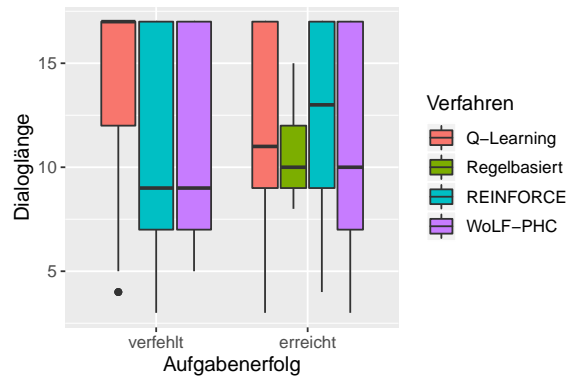 15
10
5
Dialoglänge
verfehlt
erreicht
Aufgabenerfolg
Verfahren
Q−Learning
Regelbasiert
REINFORCE
WoLF−PHC